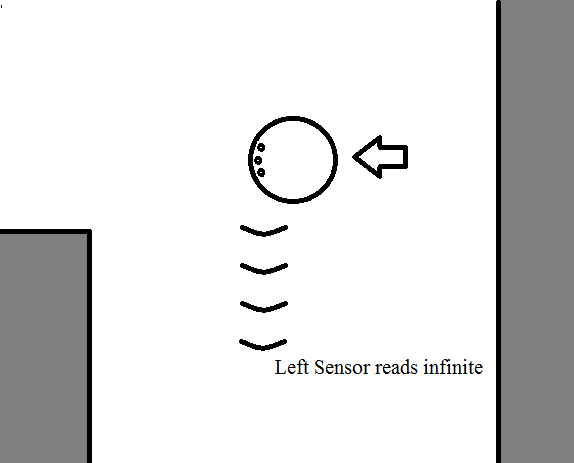 Left Sensor reads infinite